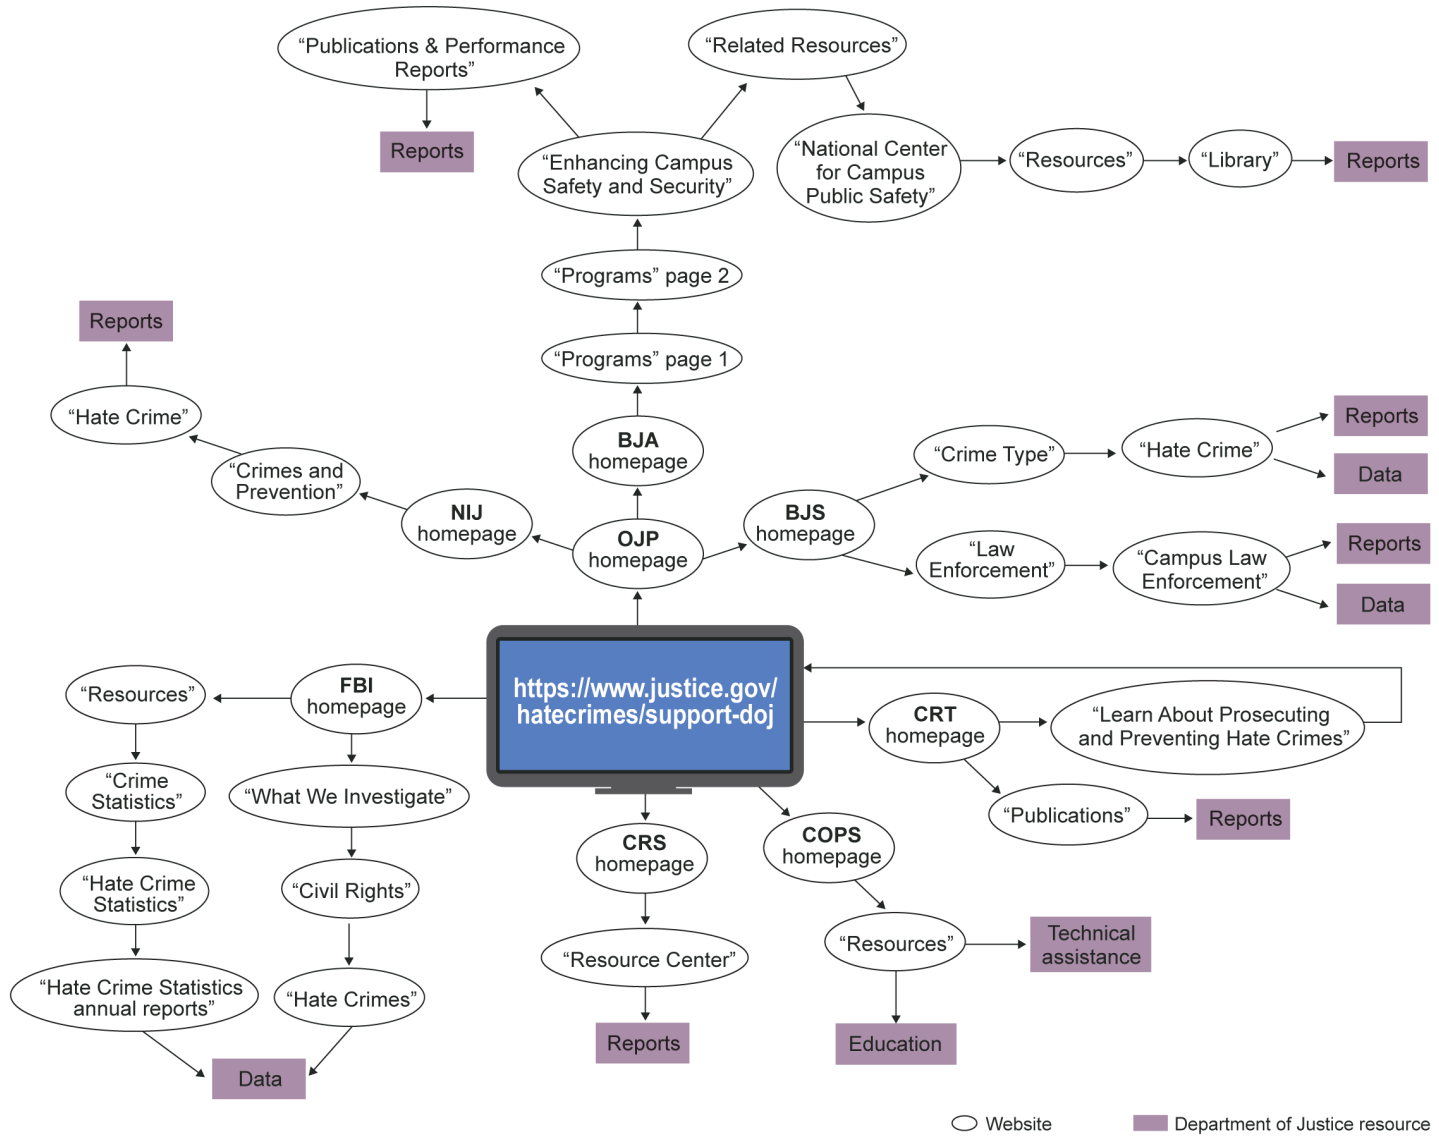 “Publications & Performance
Reports”
“Related Resources”
Reports
“Enhancing Campus
Safety and Security”
“National Center
for Campus
Public Safety”
“Resources”
“Library”
Reports
“Programs” page 2
“Programs” page 1
Reports
“Hate Crime”
“Crimes and
Prevention”
NIJ
homepage
BJA
homepage
OJP
homepage
BJS
homepage
“Crime Type”
“Hate Crime”
Reports
Data
“Law
Enforcement”
“Campus Law
Enforcement”
Reports
Data
https://www.justice.gov/
hatecrimes/support-doj
“Resources”
FBI
homepage
CRT
homepage
“Learn About Prosecuting
and Preventing Hate Crimes”
“Crime
Statistics”
“What We Investigate”
“Publications”
Reports
CRS
homepage
COPS
homepage
“Hate Crime
Statistics”
“Civil Rights”
“Resource Center”
“Resources”
Technical
assistance
“Hate Crime Statistics
annual reports”
“Hate Crimes”
Reports
Education
Data
Website
Department of Justice resource